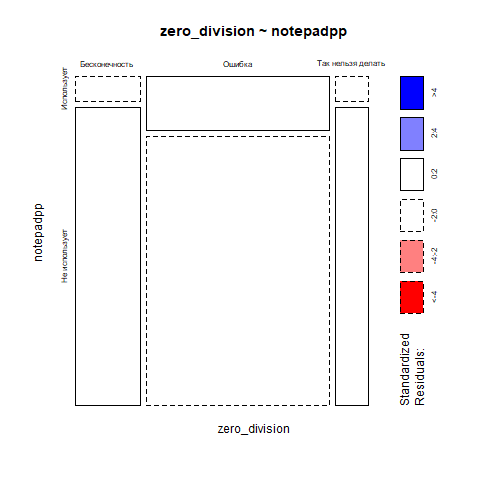 zero_division ~ notepadpp
Бесконечность
Ошибка
Так нельзя делать
Использует
Не использует
notepadpp
zero_division
Standardized
Residuals:
<-4
-4:-2
-2:0
0:2
2:4
>4